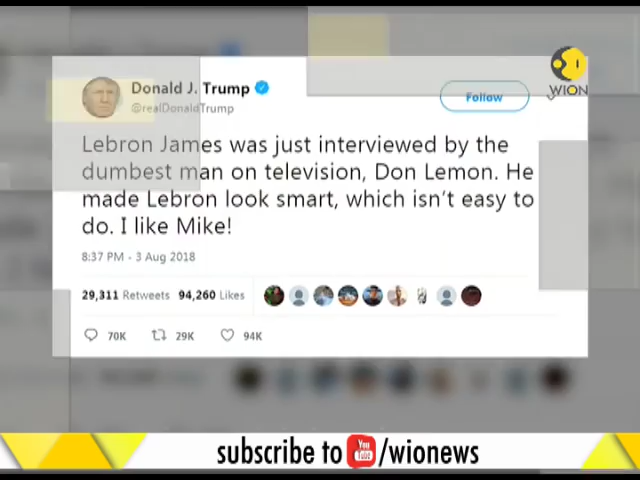 WION
Donald J. Trump
@realDonaldTrump
Follow
Lebron James was just interviewed by the
dumbest man on television, Don Lemon. He
made Lebron look smart, which isn't easy to
do. I like Mike!
8:37 PM - 3 Aug 2018
29,311 Retweets 94,260 Likes
70K 29K 94K
subscribe to You Tube /wionews